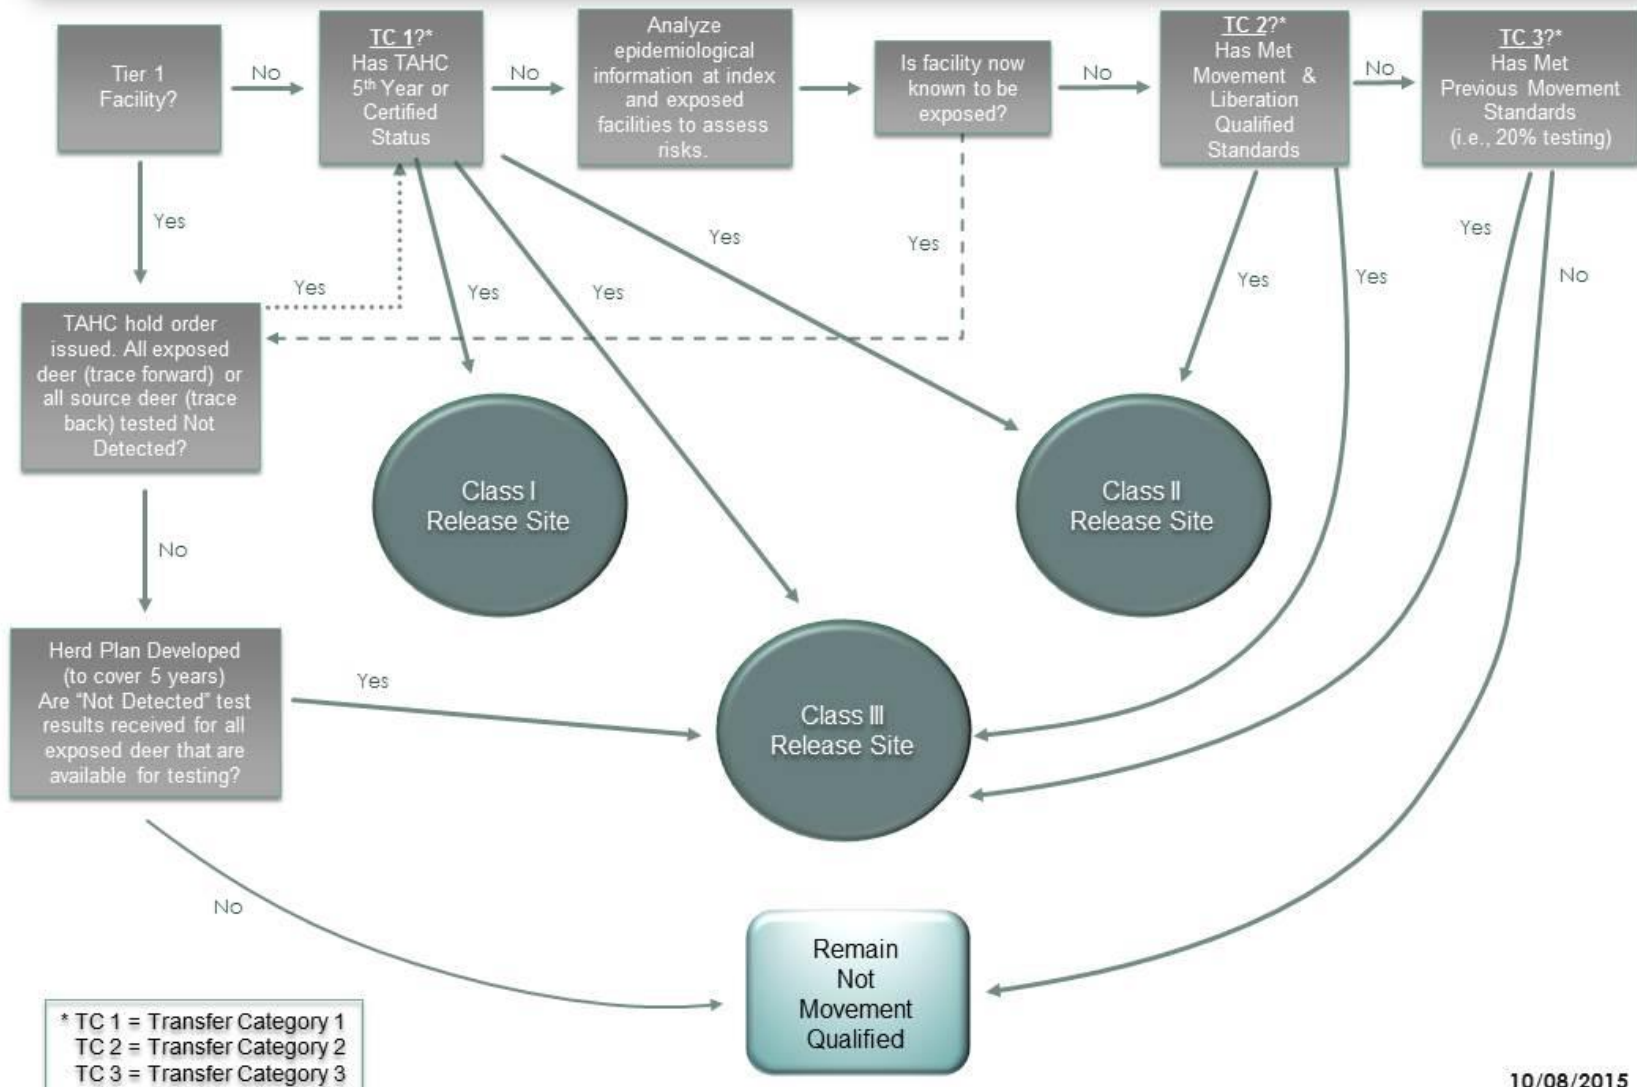 Tier 1
Facility?
No
TC 1?*
Has TAHC
5th Year or
Certified
Status
No
Analyze
epidemiological
information at index
and exposed
facilities to assess
risks.
Is facility now
known to be
exposed?
No
TC 2?*
Has Met
Movement &
Liberation
Qualified
Standards
No
TC 3?*
Has Met
Previous Movement
Standards
(i.e., 20% testing)
Yes
Yes
Yes
Yes
Yes
Yes
Yes
Yes
Yes
No
TAHC hold order
issued. All exposed
deer (trace forward) or
all source deer (trace
back) tested Not
Detected?
Class I
Release Site
Class II
Release Site
No
Herd Plan Developed
(to cover 5 years)
Are “Not Detected” test
results received for all
exposed deer that are
available for testing?
Yes
Class III
Release Site
No
Remain
Not
Movement
Qualified
* TC 1 = Transfer Category 1
TC 2 = Transfer Category 2
TC 3 = Transfer Category 3
10/08/2015